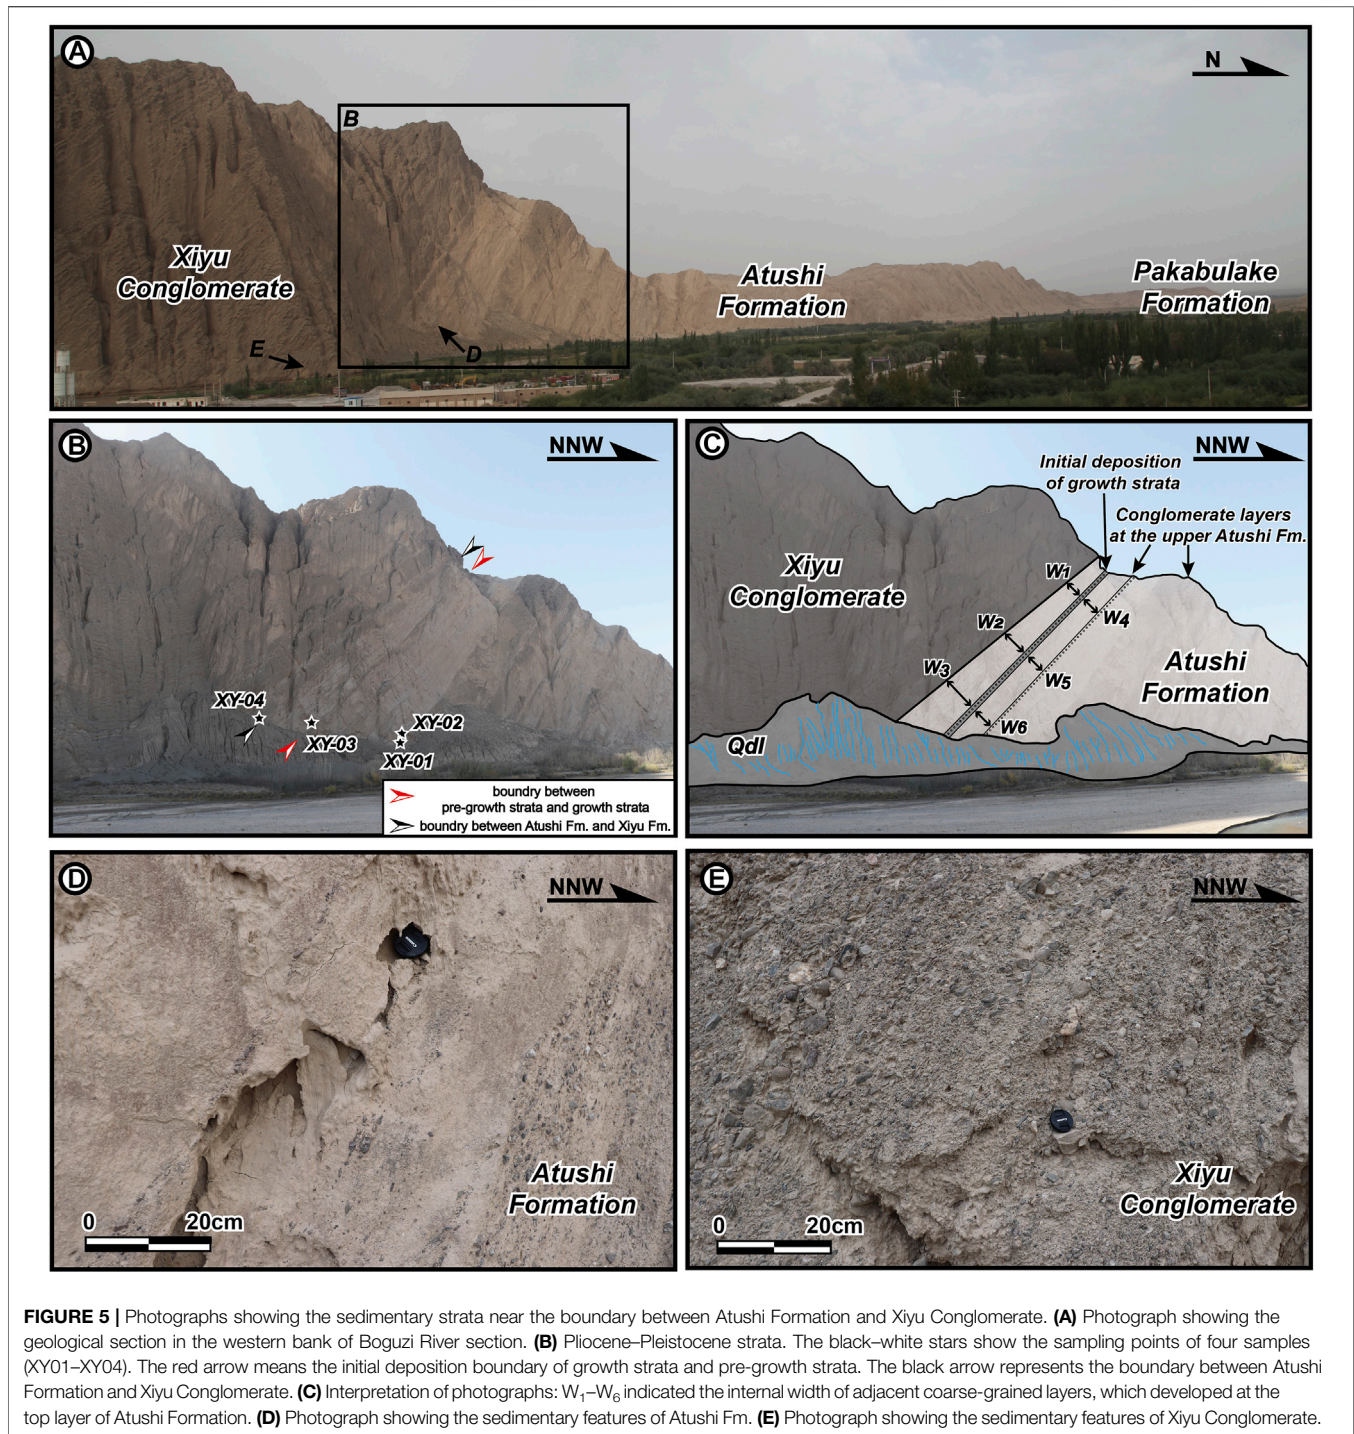 A
N
B
Xiyu
Conglomerate
Atushi
Formation
Pakabulake
Formation
E
D
B
NNW
XY-04
XY-03
XY-02
XY-01
boundry between
pre-growth strata and growth strata
boundry between Atushi Fm. and Xiyu Fm.
C
NNW
Initial deposition
of growth strata
Conglomerate layers
at the upper Atushi Fm.
Xiyu
Conglomerate
W1
W2
W3
W4
W5
W6
Atushi
Formation
Qdl
D
NNW
Atushi
Formation
0 20cm
E
NNW
Xiyu
Conglomerate
0 20cm
FIGURE 5 | Photographs showing the sedimentary strata near the boundary between Atushi Formation and Xiyu Conglomerate. (A) Photograph showing the
geological section in the western bank of Boguzi River section. (B) Pliocene–Pleistocene strata. The black–white stars show the sampling points of four samples
(XY01–XY04). The red arrow means the initial deposition boundary of growth strata and pre-growth strata. The black arrow represents the boundary between Atushi
Formation and Xiyu Conglomerate. (C) Interpretation of photographs: W1–W6 indicated the internal width of adjacent coarse-grained layers, which developed at the
top layer of Atushi Formation. (D) Photograph showing the sedimentary features of Atushi Fm. (E) Photograph showing the sedimentary features of Xiyu Conglomerate.